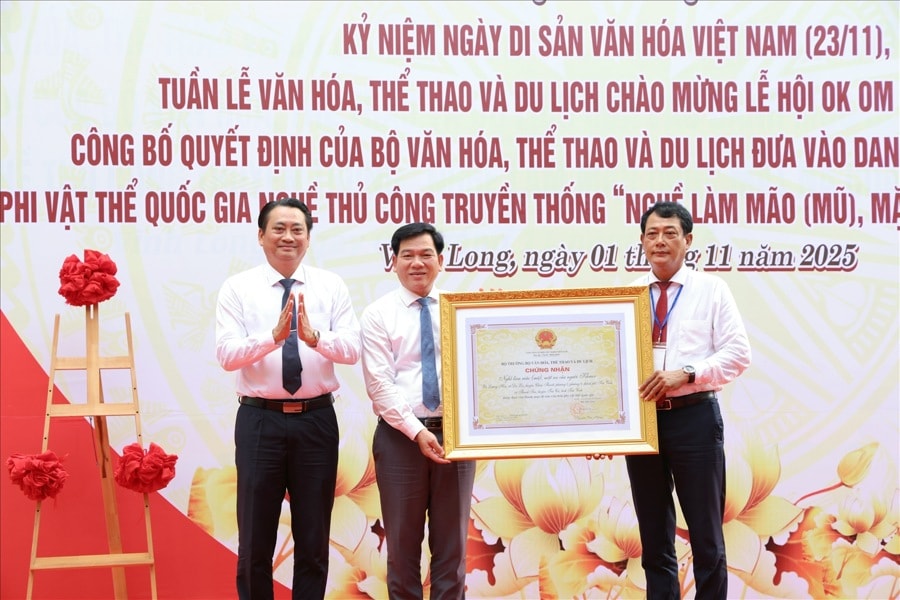 KỶ NIỆM NGÀY DI SẢN VĂN HÓA VIỆT NAM (23/11),
TUẦN LỄ VĂN HÓA, THỂ THAO VÀ DU LỊCH CHÀO MỪNG LỄ HỘI OK OM
CÔNG BỐ QUYẾT ĐỊNH CỦA BỘ VĂN HÓA, THỂ THAO VÀ DU LỊCH ĐƯA VÀO DAN
PHI VẬT THỂ QUỐC GIA NGHỀ THỦ CÔNG TRUYỀN THỐNG “NGHỀ LÀM MÃO (MŨ), MẶ
Long, ngày 01 11 năm 2025
BỘ TRƯỞNG BỘ VĂN HÓA, THỂ THAO VÀ DU LỊCH
CHỨNG NHẬN